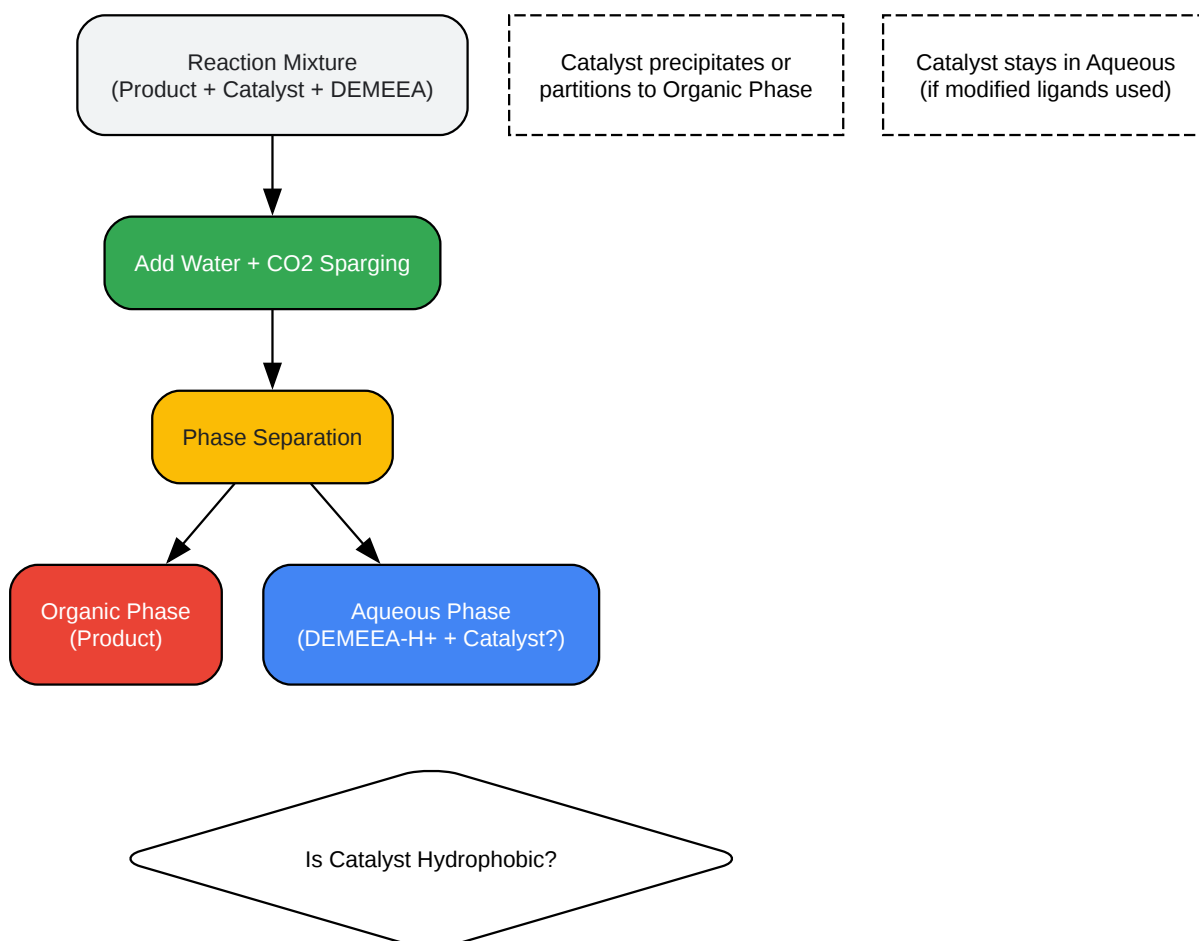 Reaction Mixture
(Product + Catalyst + DEMEEA)
Catalyst precipitates or
partitions to Organic Phase
Catalyst stays in Aqueous
(if modified ligands used)
Add Water + CO2 Sparging
Phase Separation
Organic Phase
(Product)
Aqueous Phase
(DEMEEA-H+ + Catalyst?)
Is Catalyst Hydrophobic?